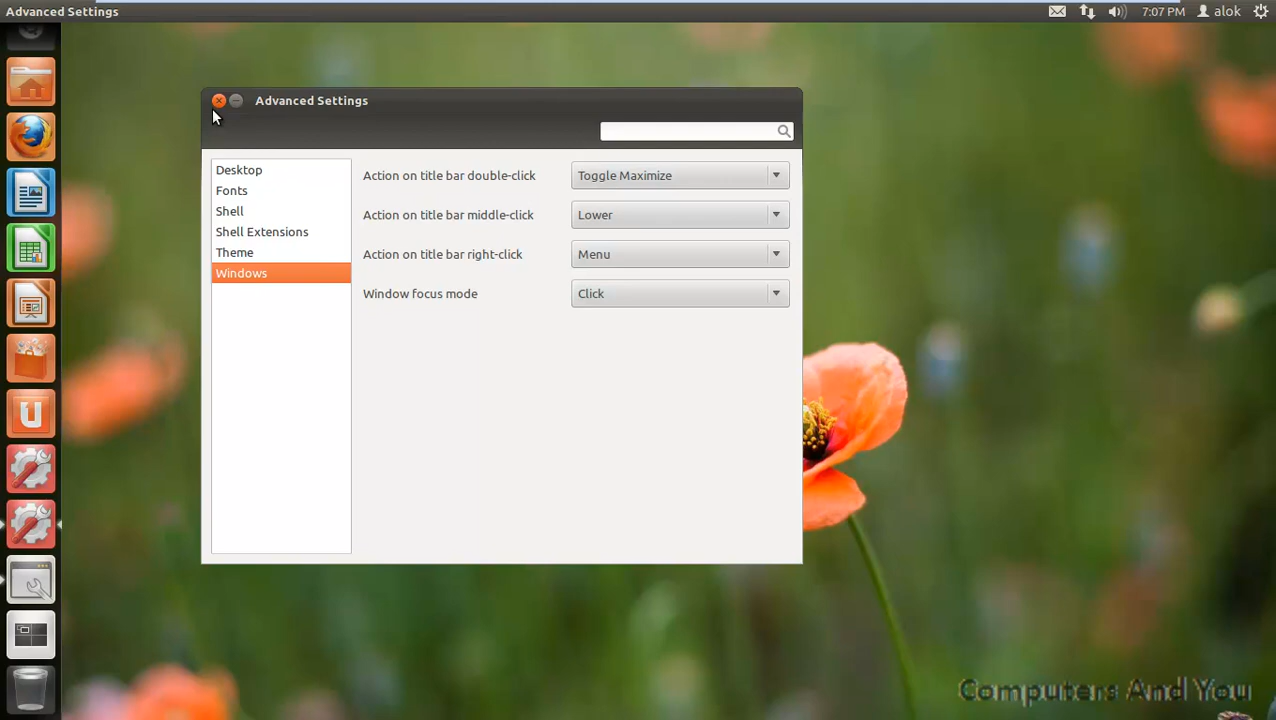 Advanced Settings
7:07 PM
alok
Advanced Settings
Desktop
Fonts
Shell
Shell Extensions
Theme
Windows
Action on title bar double-click
Toggle Maximize
Action on title bar middle-click
Lower
Action on title bar right-click
Menu
Window focus mode
Click
U
Computers And You